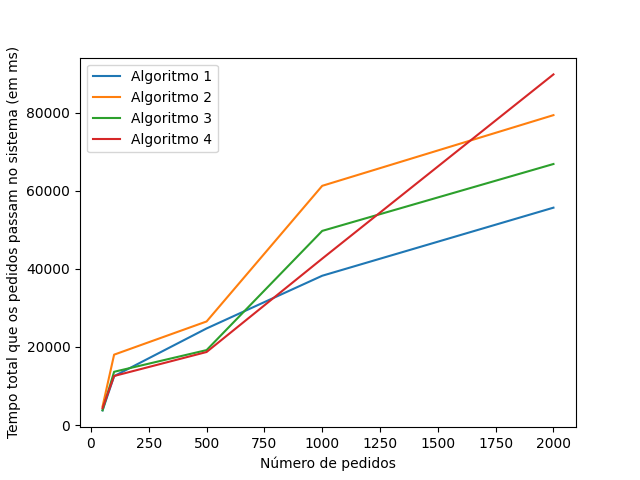 Algoritmo 1
Algoritmo 2
Algoritmo 3
Algoritmo 4
Tempo total que os pedidos passam no sistema (em ms)
80000
60000
40000
20000
0
0 250 500 750 1000 1250 1500 1750 2000
Número de pedidos